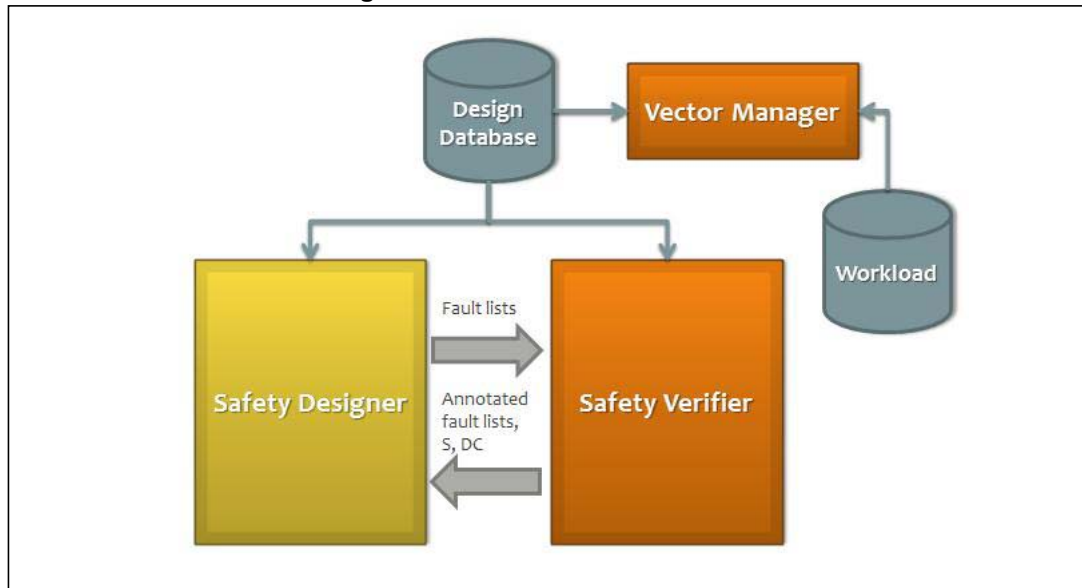 Design
Database
Vector Manager
Workload
Fault lists
Safety Designer
Annotated
fault lists,
S, DC
Safety Verifier